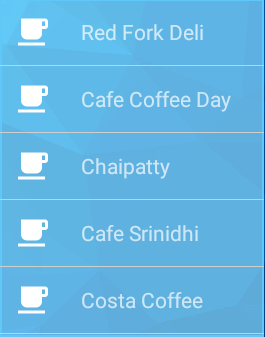 Red Fork Deli
Cafe Coffee Day
Chaipatty
Cafe Srinidhi
Costa Coffee